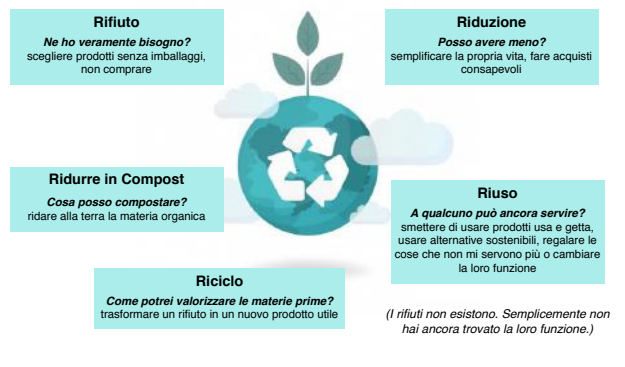 Rifiuto
Ne ho veramente bisogno?
scegliere prodotti senza imballaggi,
non comprare
Riduzione
Posso avere meno?
semplificare la propria vita, fare acquisti
consapevoli
Ridurre in Compost
Cosa posso compostare?
ridare alla terra la materia organica
Riuso
A qualcuno può ancora servire?
smettere di usare prodotti usa e getta,
usare alternative sostenibili, regalare le
cose che non mi servono più o cambiare
la loro funzione
Riciclo
Come potrei valorizzare le materie prime?
trasformare un rifiuto in un nuovo prodotto utile
(I rifiuti non esistono. Semplicemente non
hai ancora trovato la loro funzione.)